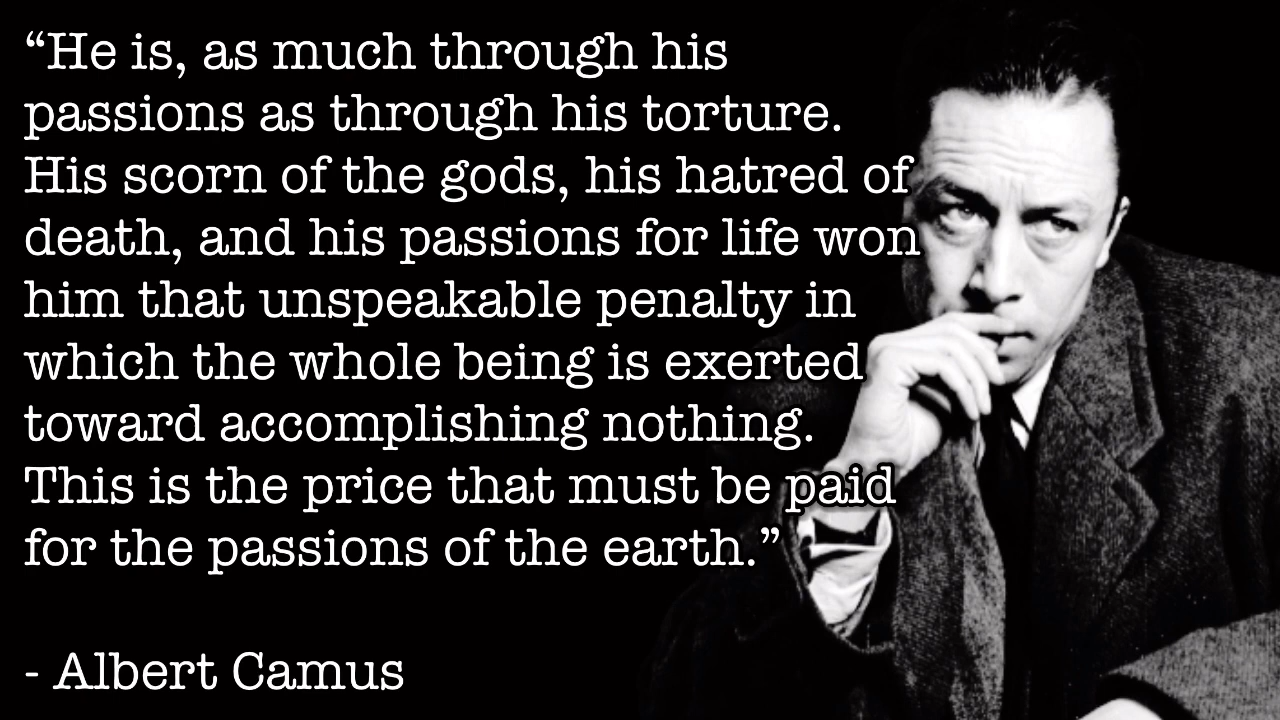 “He is, as much through his
passions as through his torture.
His scorn of the gods, his hatred of
death, and his passions for life won
him that unspeakable penalty in
which the whole being is exerted
toward accomplishing nothing.
This is the price that must be paid
for the passions of the earth.”
- Albert Camus